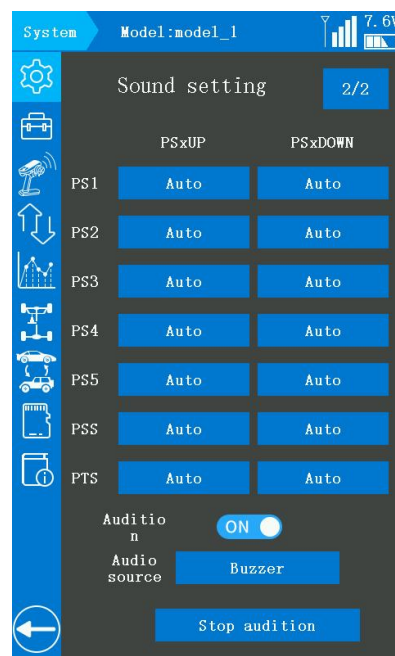 System Model:model_1 7.6V
Sound setting 2/2
PSxUP PSxDOWN
PS1 Auto Auto
PS2 Auto Auto
PS3 Auto Auto
PS4 Auto Auto
PS5 Auto Auto
PSS Auto Auto
PTS Auto Auto
Auditio
n
ON
Audio
source
Buzzer
Stop audition